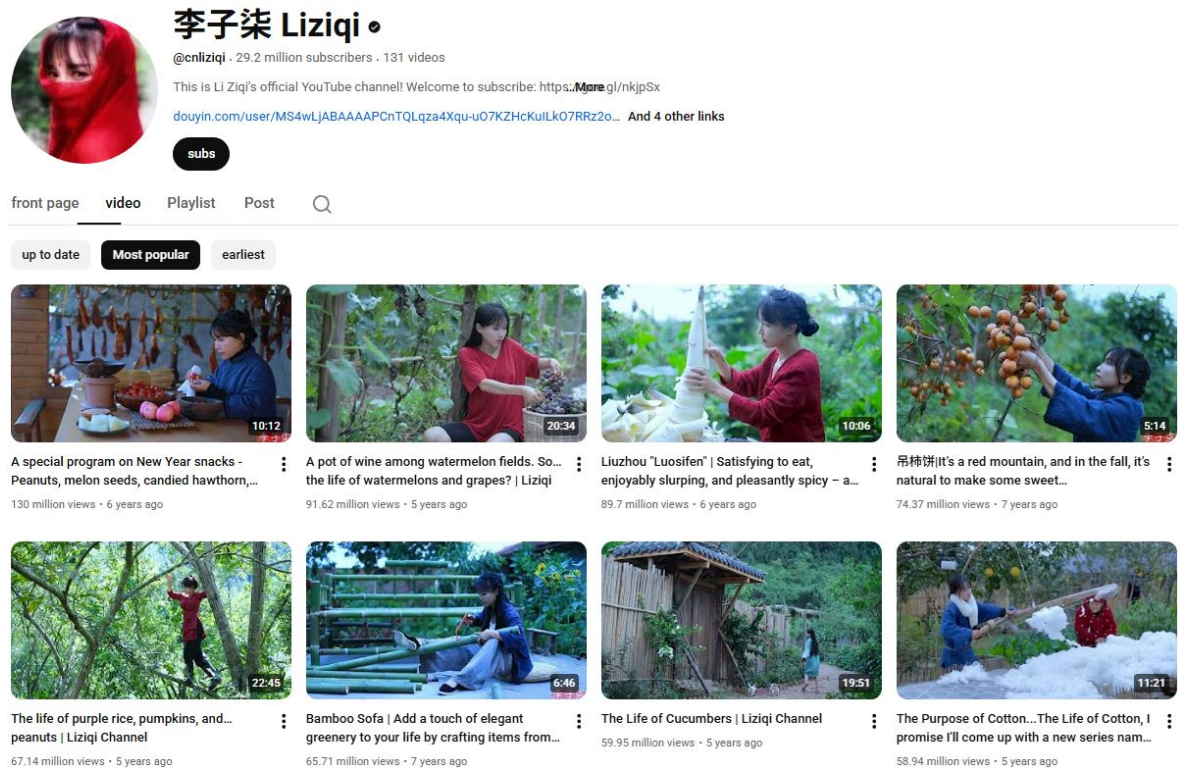 李子柒 Liziqi
@cnliziqi · 29.2 million subscribers · 131 videos
This is Li Ziqi's official YouTube channel! Welcome to subscribe: https More gl/nkjpSx
douyin.com/user/MS4wLjABAAAAPCnTQLqza4Xqu-uO7KZHcKuILkO7RRz2o... And 4 other links
subs
front page video Playlist Post
up to date Most popular earliest
10:12 20:34 10:06 5:14
A special program on New Year snacks -
Peanuts, melon seeds, candied hawthorn,...
130 million views • 6 years ago
A pot of wine among watermelon fields. So...
the life of watermelons and grapes? | Liziqi
91.62 million views • 5 years ago
Liuzhou "Luosifen" | Satisfying to eat,
enjoyably slurping, and pleasantly spicy – a...
89.7 million views • 6 years ago
吊柿饼|It's a red mountain, and in the fall, it's
natural to make some sweet...
74.37 million views • 7 years ago
22:45 6:46 19:51 11:21
The life of purple rice, pumpkins, and...
peanuts | Liziqi Channel
67.14 million views • 5 years ago
Bamboo Sofa | Add a touch of elegant
greenery to your life by crafting items from...
65.71 million views • 7 years ago
The Life of Cucumbers | Liziqi Channel
59.95 million views • 5 years ago
The Purpose of Cotton...The Life of Cotton, I
promise I'll come up with a new series nam...
58.94 million views • 5 years ago